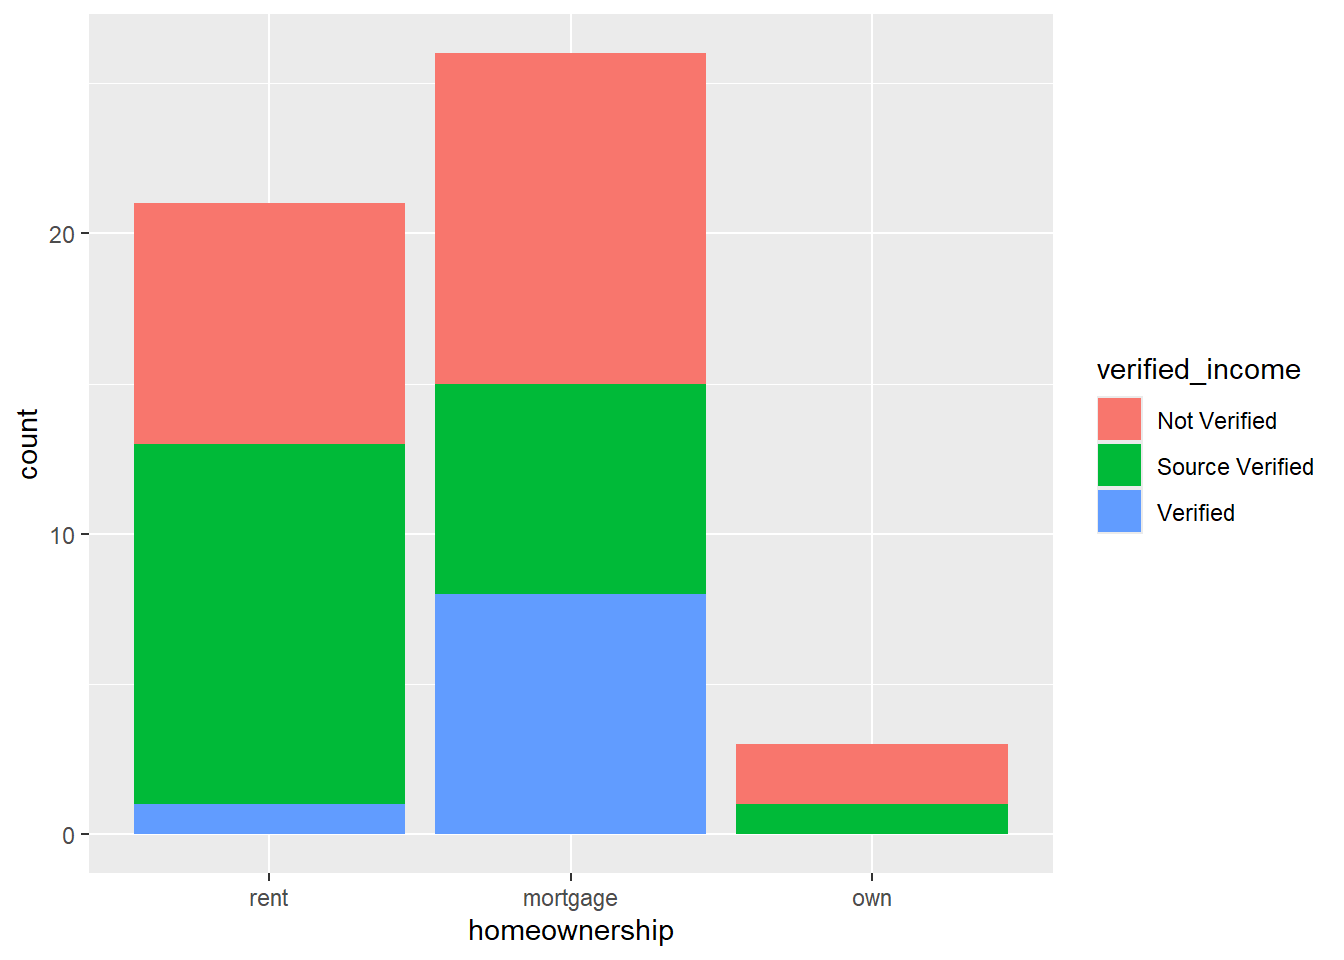 count
20
10
0
rent
mortgage
own
homeownership
verified_income
Not Verified
Source Verified
Verified